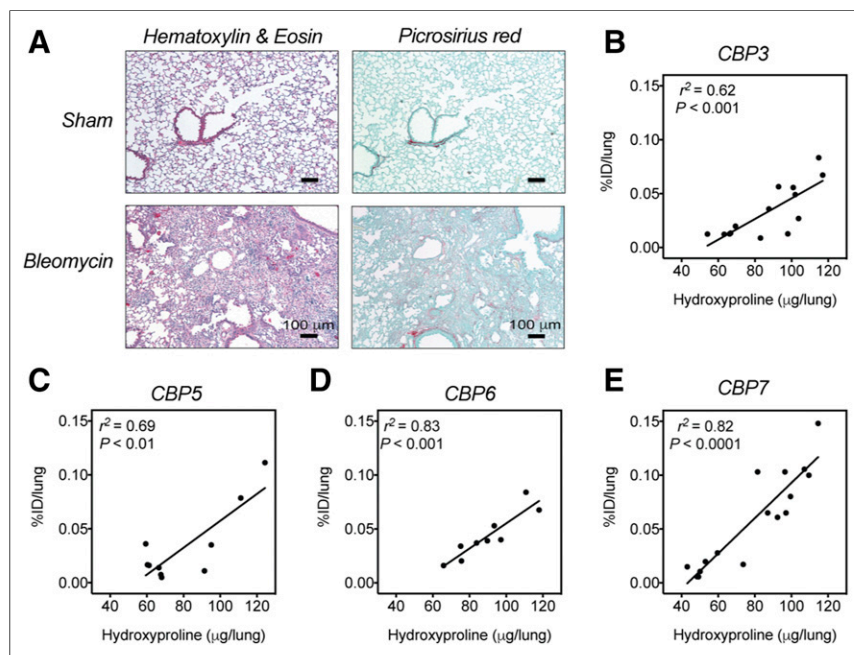 A
Hematoxylin & Eosin
Picrosirius red
Sham
Bleomycin
100 μm
100 μm
B
CBP3
r² = 0.62
P < 0.001
%ID/lung
0.15
0.10
0.05
0.00
40 60 80 100 120
Hydroxyproline (μg/lung)
C
CBP5
r² = 0.69
P < 0.01
%ID/lung
0.15
0.10
0.05
0.00
40 60 80 100 120
Hydroxyproline (μg/lung)
D
CBP6
r² = 0.83
P < 0.001
%ID/lung
0.15
0.10
0.05
0.00
40 60 80 100 120
Hydroxyproline (μg/lung)
E
CBP7
r² = 0.82
P < 0.0001
%ID/lung
0.15
0.10
0.05
0.00
40 60 80 100 120
Hydroxyproline (μg/lung)